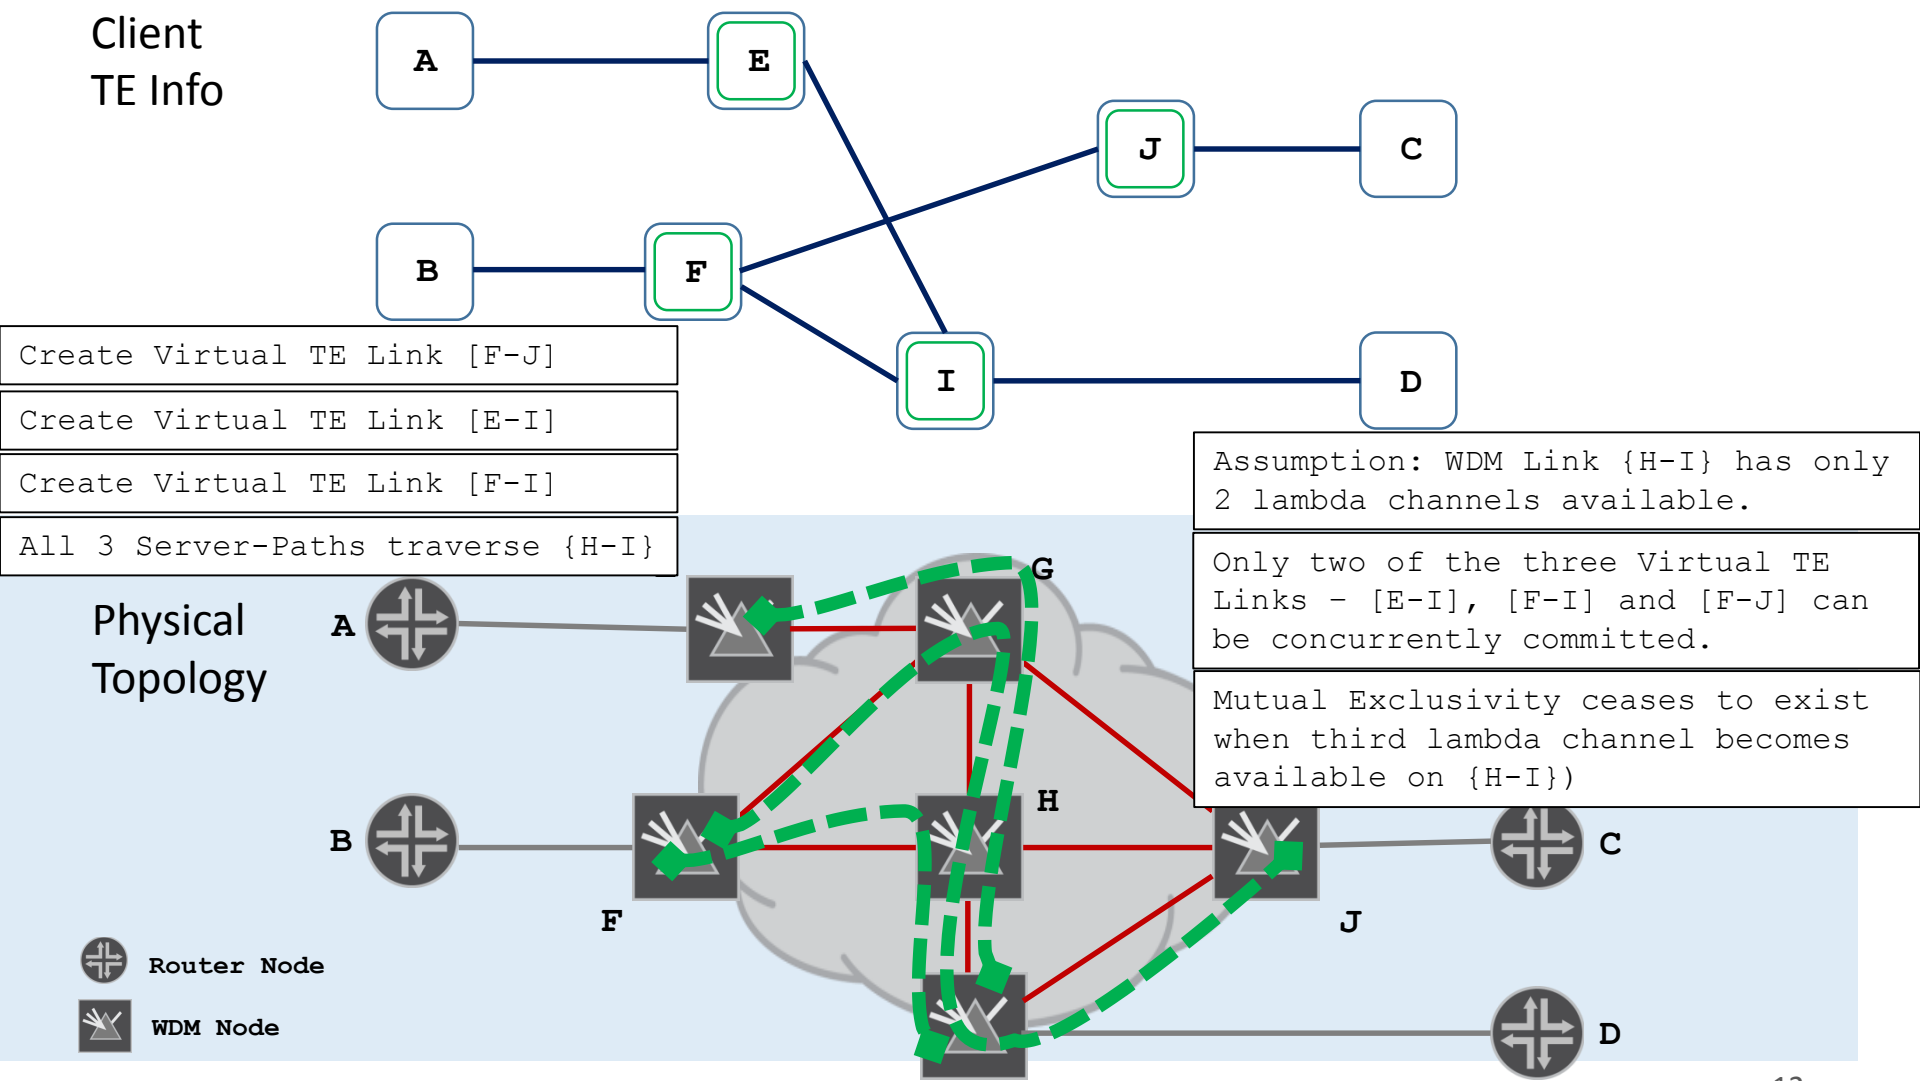 Client
TE Info
A
E
J
C
B
F
I
D
Create Virtual TE Link [F-J]
Create Virtual TE Link [E-I]
Create Virtual TE Link [F-I]
All 3 Server-Paths traverse {H-I}
Assumption: WDM Link {H-I} has only
2 lambda channels available.
Only two of the three Virtual TE
Links – [E-I], [F-I] and [F-J] can
be concurrently committed.
Mutual Exclusivity ceases to exist
when third lambda channel becomes
available on {H-I})
Physical
Topology
A
G
B
H
C
F
J
D
Router Node
WDM Node